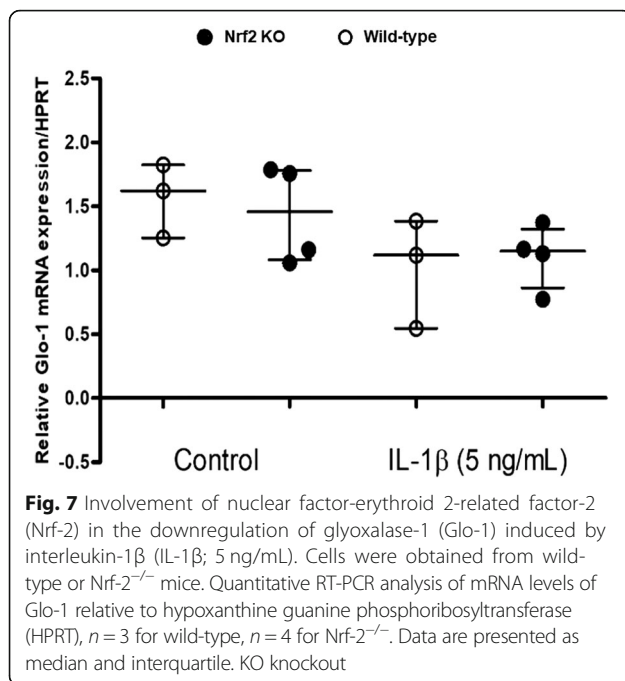 Nrf2 KO Wild-type
Relative Glo-1 mRNA expression/HPRT
2.5
2.0
1.5
1.0
0.5
0.0
-0.5
Control IL-1β (5 ng/mL)
Fig. 7 Involvement of nuclear factor-erythroid 2-related factor-2
(Nrf-2) in the downregulation of glyoxalase-1 (Glo-1) induced by
interleukin-1β (IL-1β; 5 ng/mL). Cells were obtained from wild-
type or Nrf-2−/− mice. Quantitative RT-PCR analysis of mRNA levels of
Glo-1 relative to hypoxanthine guanine phosphoribosyltransferase
(HPRT), n = 3 for wild-type, n = 4 for Nrf-2−/−. Data are presented as
median and interquartile. KO knockout